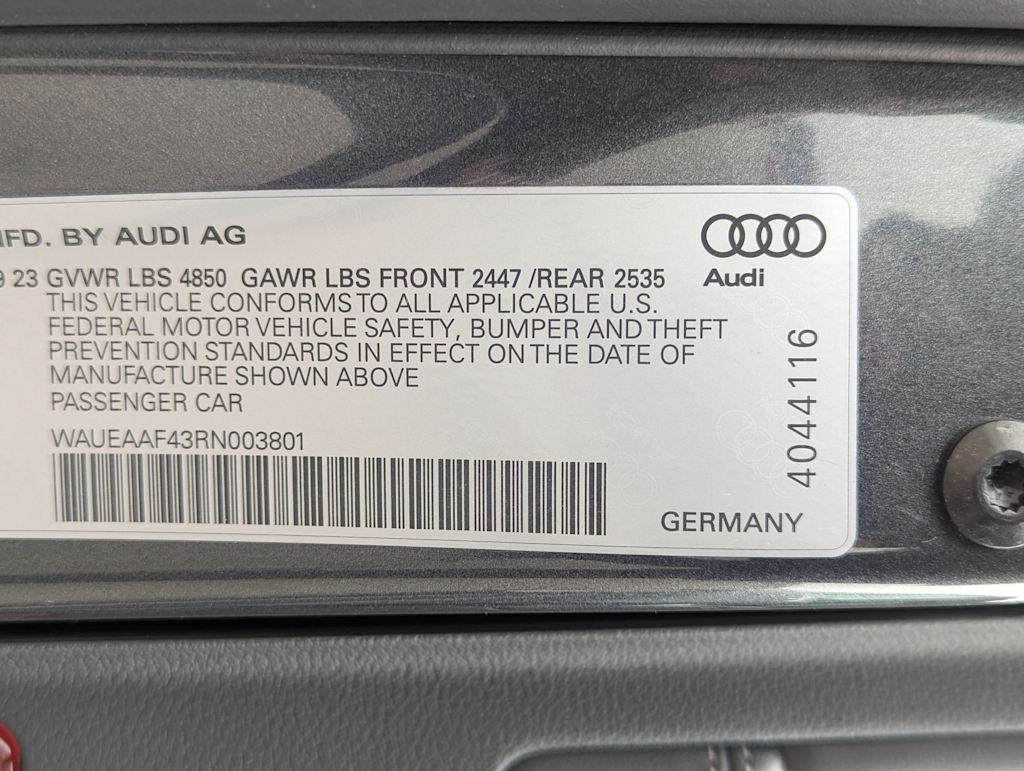 MFD. BY AUDI AG
Audi
9 23 GVWR LBS 4850 GAWR LBS FRONT 2447 /REAR 2535
THIS VEHICLE CONFORMS TO ALL APPLICABLE U.S.
FEDERAL MOTOR VEHICLE SAFETY, BUMPER AND THEFT
PREVENTION STANDARDS IN EFFECT ON THE DATE OF
MANUFACTURE SHOWN ABOVE
PASSENGER CAR
WAUEAAF43RN003801
4044116
GERMANY